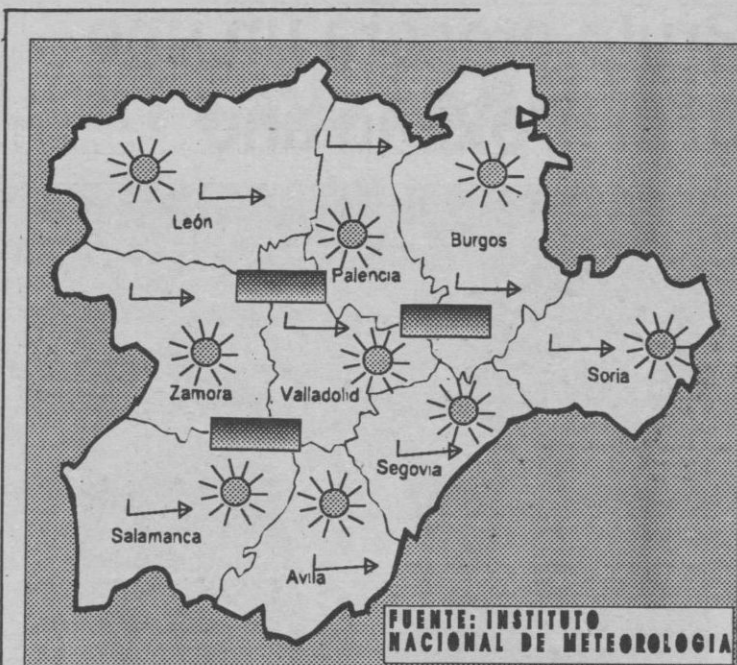 León
Burgos
Palencia
Zamora
Valladolid
Soria
Segovia
Salamanca
Avila
FUENTE: INSTITUTO
NACIONAL DE METEOROLOGIA